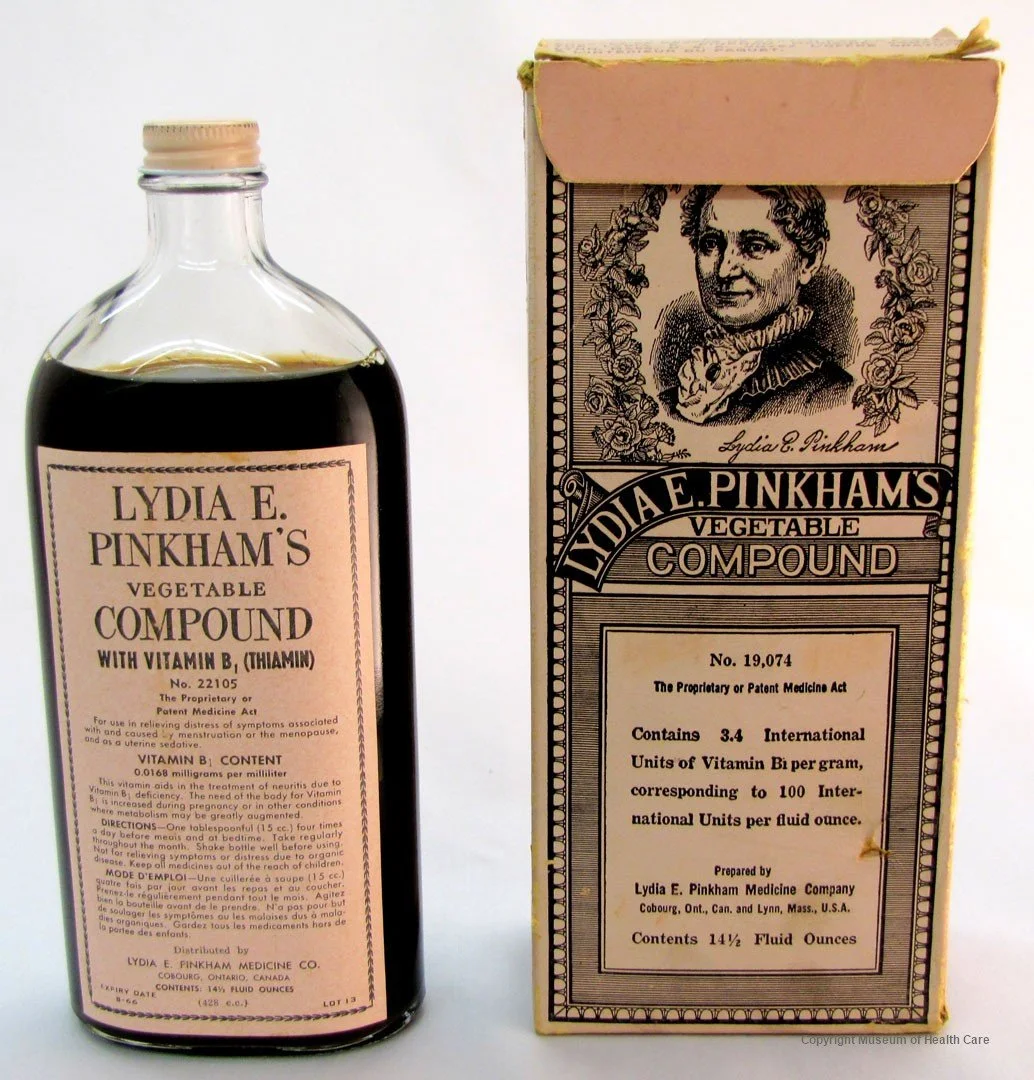 LYDIA E.
PINKHAM'S
VEGETABLE
COMPOUND
WITH VITAMIN B1 (THIAMIN)
No. 22105
The Proprietary or
Patent Medicine Act
For use in relieving distress of symptoms associated
with and caused by menstruation or the menopause,
and as a uterine sedative.
VITAMIN B1 CONTENT
0.0168 milligrams per milliliter
This vitamin aids in the treatment of neuritis due to
Vitamin B1 deficiency. The need of the body for Vitamin
B1 is increased during pregnancy or in other conditions
where metabolism may be greatly augmented.
DIRECTIONS—One tablespoonful (15 cc.) four times
a day before meals and at bedtime. Take regularly
throughout the month. Shake bottle well before using.
Not for relieving symptoms or distress due to organic
disease. Keep all medicines out of the reach of children.
MODE D'EMPLOI—Une cuillerée à soupe (15 cc.)
quatre fois par jour avant les repas et au coucher.
Prenez-le régulièrement pendant tout le mois. Agitez
bien la bouteille avant de le prendre. N'a pas pour but
de soulager les symptômes ou les malaises dus à mala-
dies organiques. Gardez tous les medicaments hors de
la portée des enfants.
Distributed by
LYDIA E. PINKHAM MEDICINE CO.
COBOURG, ONTARIO, CANADA
CONTENTS: 14½ FLUID OUNCES
EXPIRY DATE
8-66
(428 c.c.)
LOT 13
Lydia E. Pinkham
LYDIA E. PINKHAM'S
VEGETABLE
COMPOUND
No. 19,074
The Proprietary or Patent Medicine Act
Contains 3.4 International
Units of Vitamin B1 per gram,
corresponding to 100 Inter-
national Units per fluid ounce.
Prepared by
Lydia E. Pinkham Medicine Company
Cobourg, Ont., Can. and Lynn, Mass., U.S.A.
Contents 14½ Fluid Ounces
Copyright Museum of Health Care